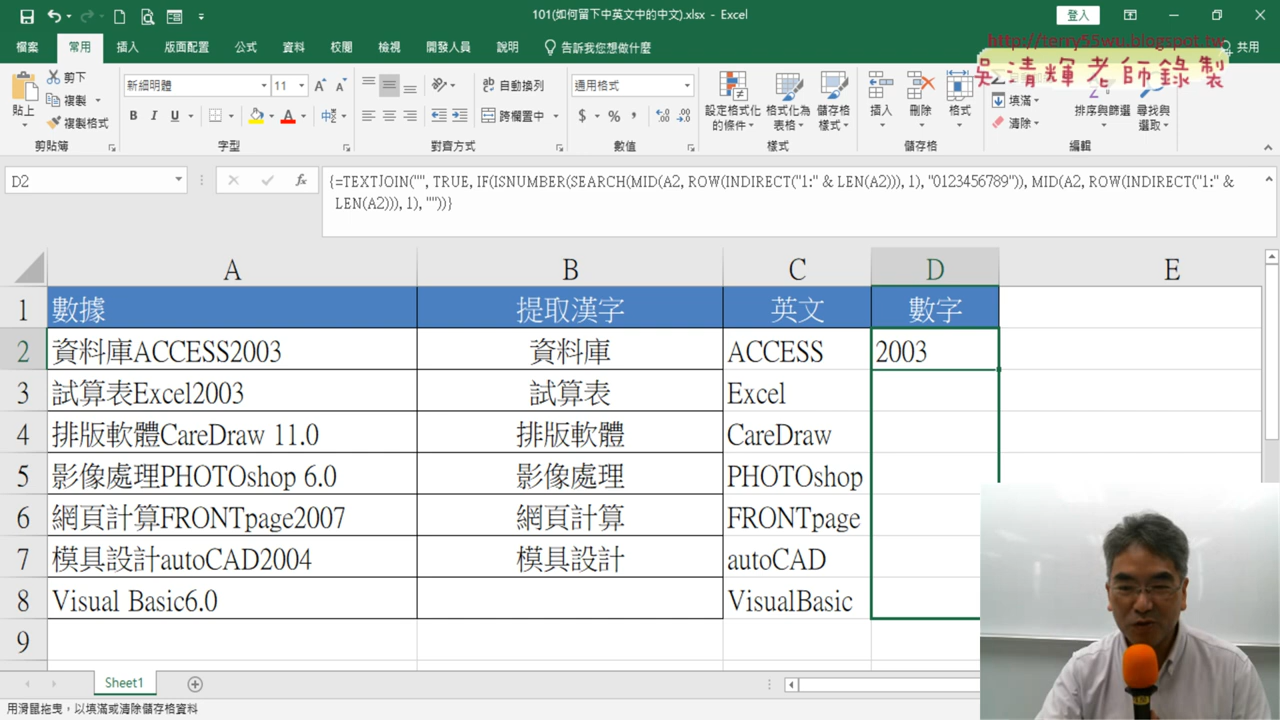 101(如何留下中英文中的中文).xlsx - Excel
登入
檔案 常用 插入 版面配置 公式 資料 校閱 檢視 開發人員 說明 告訴我您想做什麼 共用
http://terry55wu.blogspot.tw
吳清輝老師錄製
貼上 剪下 複製 複製格式
新細明體 11
B I U
自動換列
跨欄置中
通用格式
$ % ,
設定格式化的條件 格式化為表格 儲存格樣式
插入 刪除 格式
填滿 清除
排序與篩選 尋找與選取
剪貼簿 字型 對齊方式 數值 樣式 儲存格 編輯
D2
fx
{=TEXTJOIN("", TRUE, IF(ISNUMBER(SEARCH(MID(A2, ROW(INDIRECT("1:" & LEN(A2))), 1), "0123456789")), MID(A2, ROW(INDIRECT("1:" &
LEN(A2))), 1), ""))}
A B C D E
1 數據 提取漢字 英文 數字
2 資料庫ACCESS2003 資料庫 ACCESS 2003
3 試算表Excel2003 試算表 Excel
4 排版軟體CareDraw 11.0 排版軟體 CareDraw
5 影像處理PHOTOshop 6.0 影像處理 PHOTOshop
6 網頁計算FRONTpage2007 網頁計算 FRONTpage
7 模具設計autoCAD2004 模具設計 autoCAD
8 Visual Basic6.0 VisualBasic
9
Sheet1
用滑鼠拖曳，以填滿或清除儲存格資料